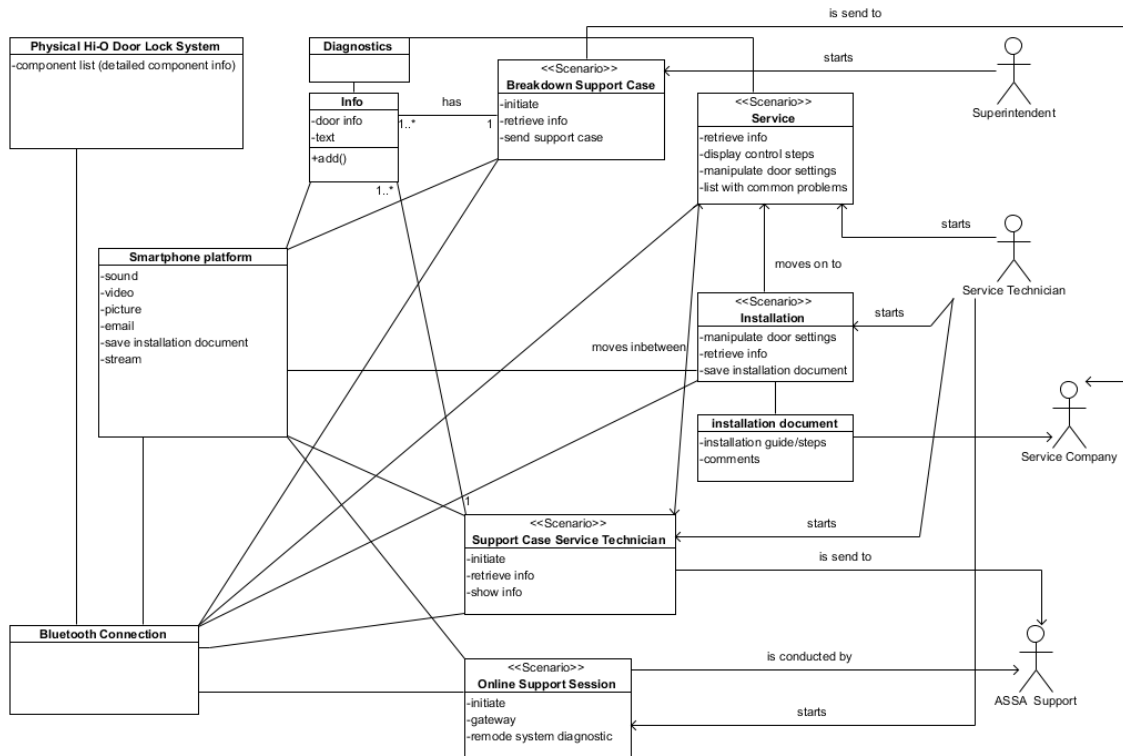 is send to
Physical Hi-O Door Lock System
-component list (detailed component info)
Diagnostics
Info
-door info
-text
+add()
has
1..*
1
1..*
<<Scenario>>
Breakdown Support Case
-initiate
-retrieve info
-send support case
starts
Superintendent
<<Scenario>>
Service
-retrieve info
-display control steps
-manipulate door settings
-list with common problems
starts
Service Technician
Smartphone platform
-sound
-video
-picture
-email
-save installation document
-stream
moves on to
moves inbetween
<<Scenario>>
Installation
-manipulate door settings
-retrieve info
-save installation document
starts
installation document
-installation guide/steps
-comments
Service Company
1
<<Scenario>>
Support Case Service Technician
-initiate
-retrieve info
-show info
starts
is send to
Bluetooth Connection
<<Scenario>>
Online Support Session
-initiate
-gateway
-remode system diagnostic
is conducted by
starts
ASSA Support